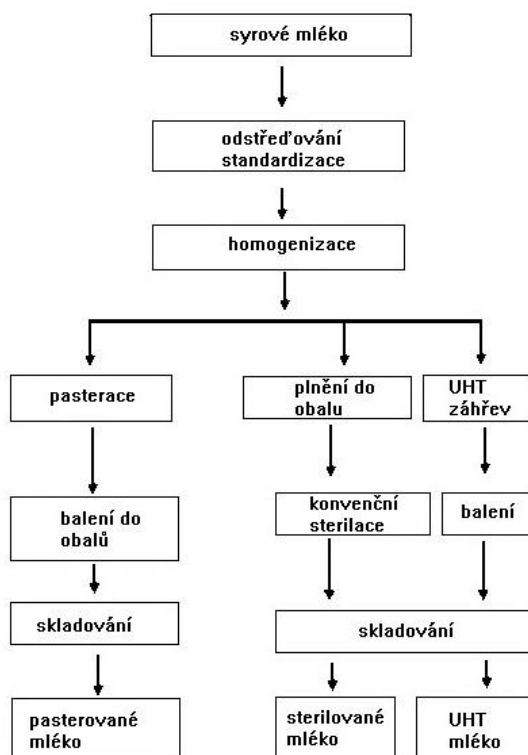 syrové mléko
odstřeďování
standardizace
homogenizace
pasterace
plnění do
obalu
UHT
záhřev
balení do
obalů
konvenční
sterilace
balení
skladování
skladování
pasterované
mléko
sterilované
mléko
UHT
mléko